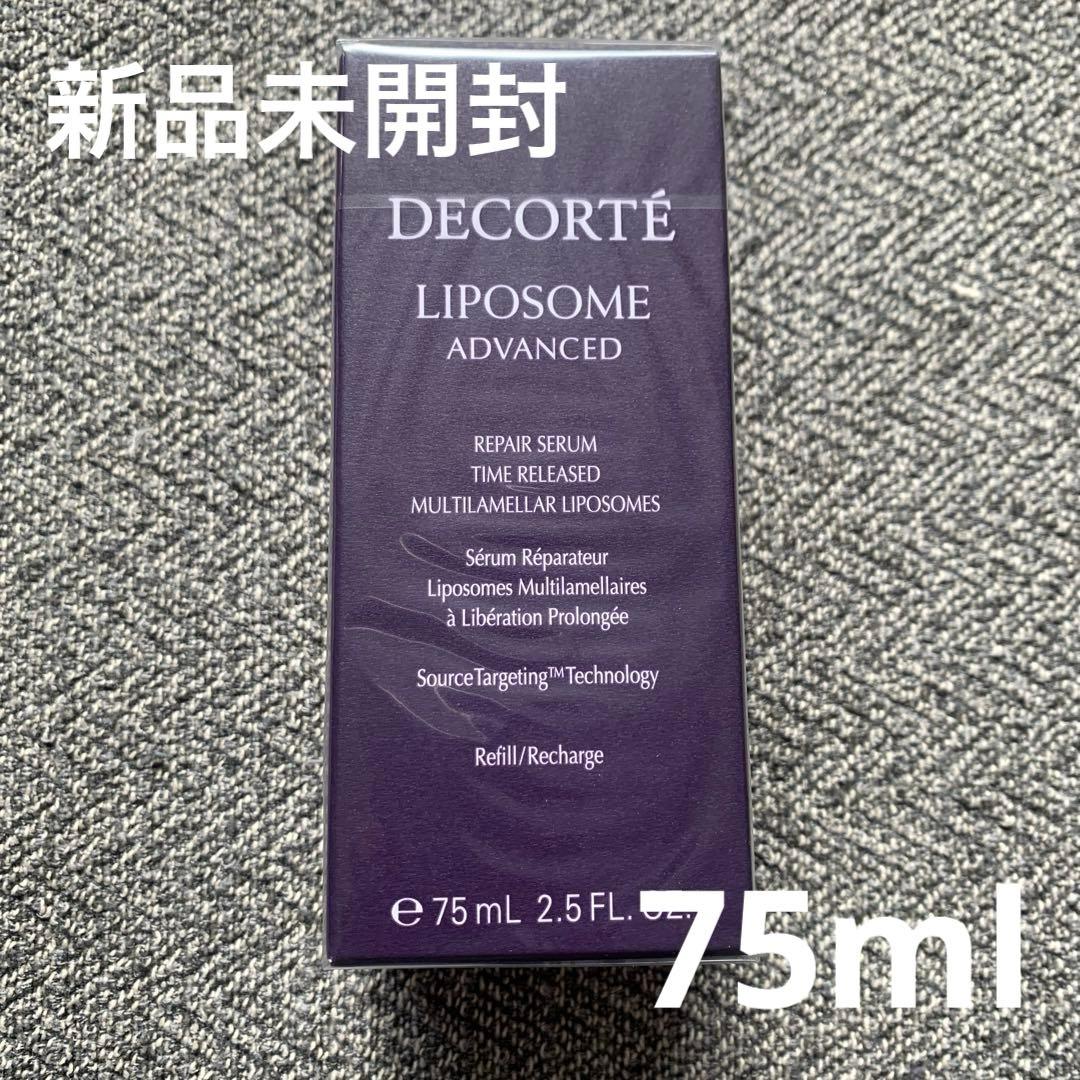 新品未開封
DECORTÉ
LIPOSOME
ADVANCED
REPAIR SERUM
TIME RELEASED
MULTILAMELLAR LIPOSOMES
Sérum Réparateur
Liposomes Multilamellaires
à Libération Prolongée
SourceTargeting™Technology
Refill/Recharge
℮ 75 mL 2.5 FL.
75ml